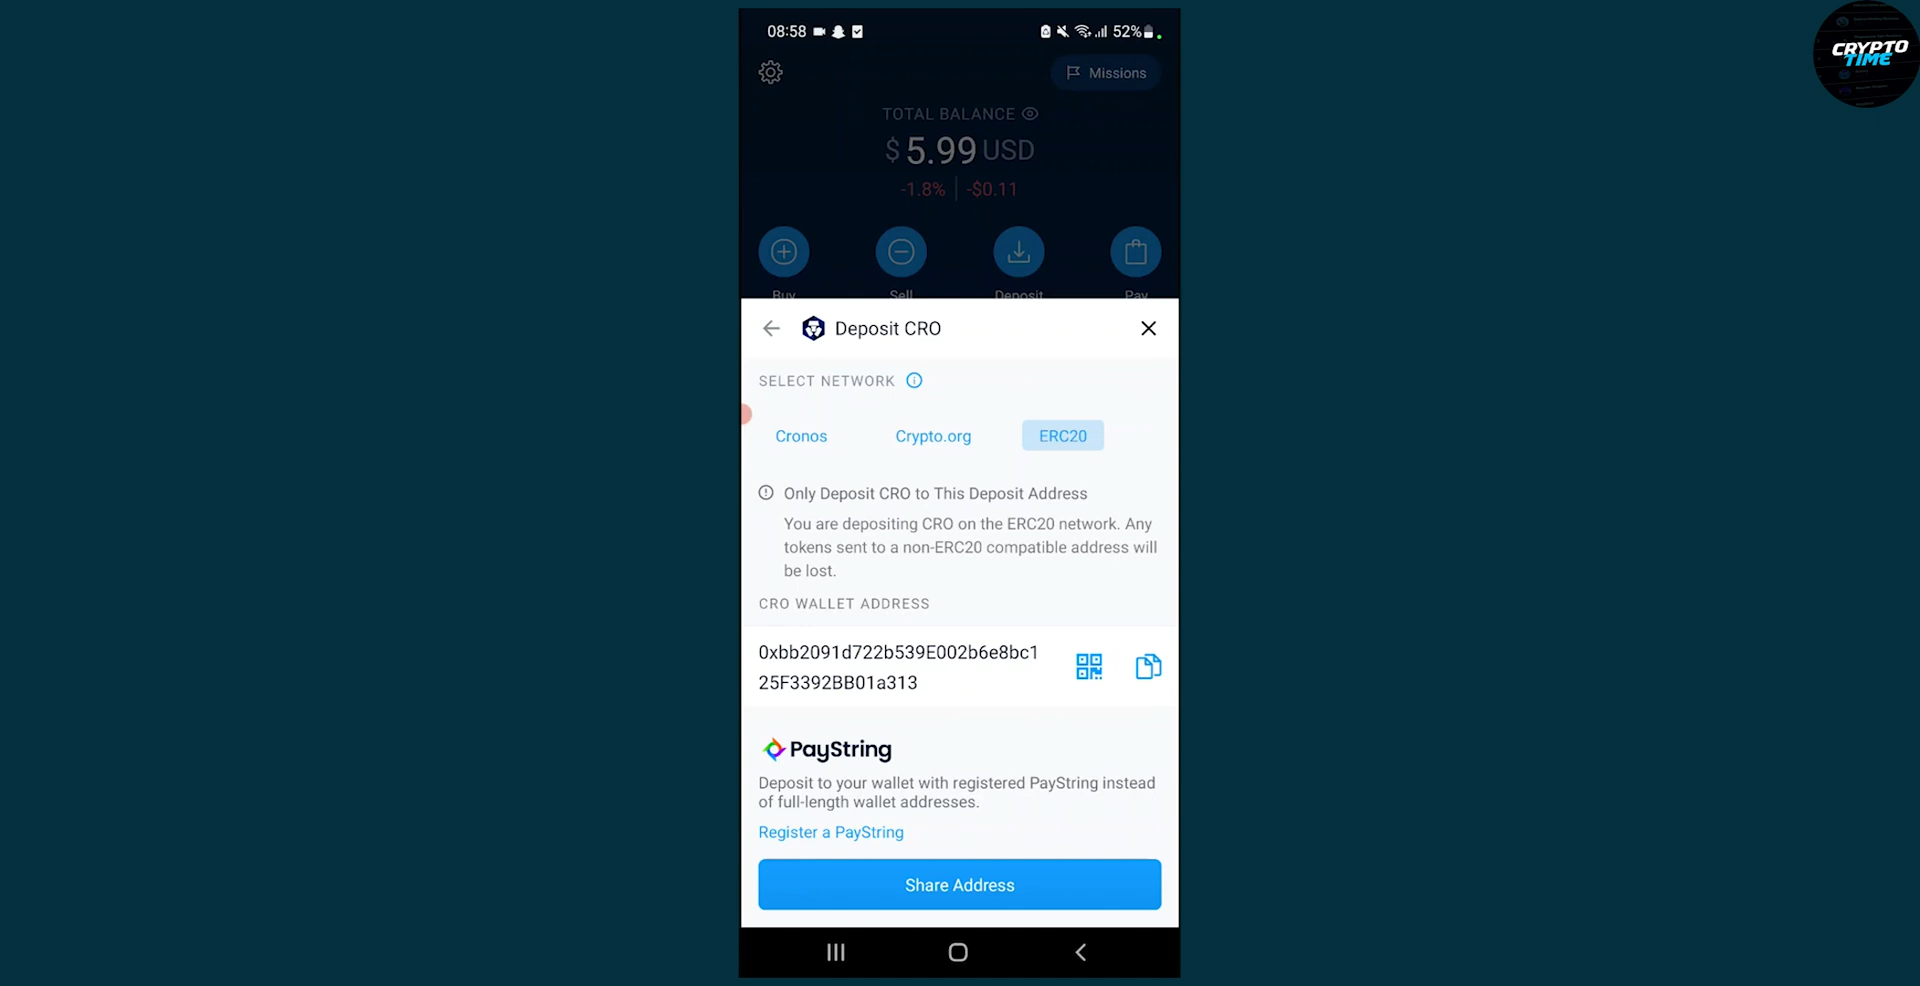 08:58
52%
CRYPTO
TIME
Missions
TOTAL BALANCE
$ 5.99 USD
-1.8% -$0.11
Buy Sell Deposit Pay
Deposit CRO
SELECT NETWORK
Cronos Crypto.org ERC20
Only Deposit CRO to This Deposit Address
You are depositing CRO on the ERC20 network. Any
tokens sent to a non-ERC20 compatible address will
be lost.
CRO WALLET ADDRESS
0xbb2091d722b539E002b6e8bc1
25F3392BB01a313
PayString
Deposit to your wallet with registered PayString instead
of full-length wallet addresses.
Register a PayString
Share Address